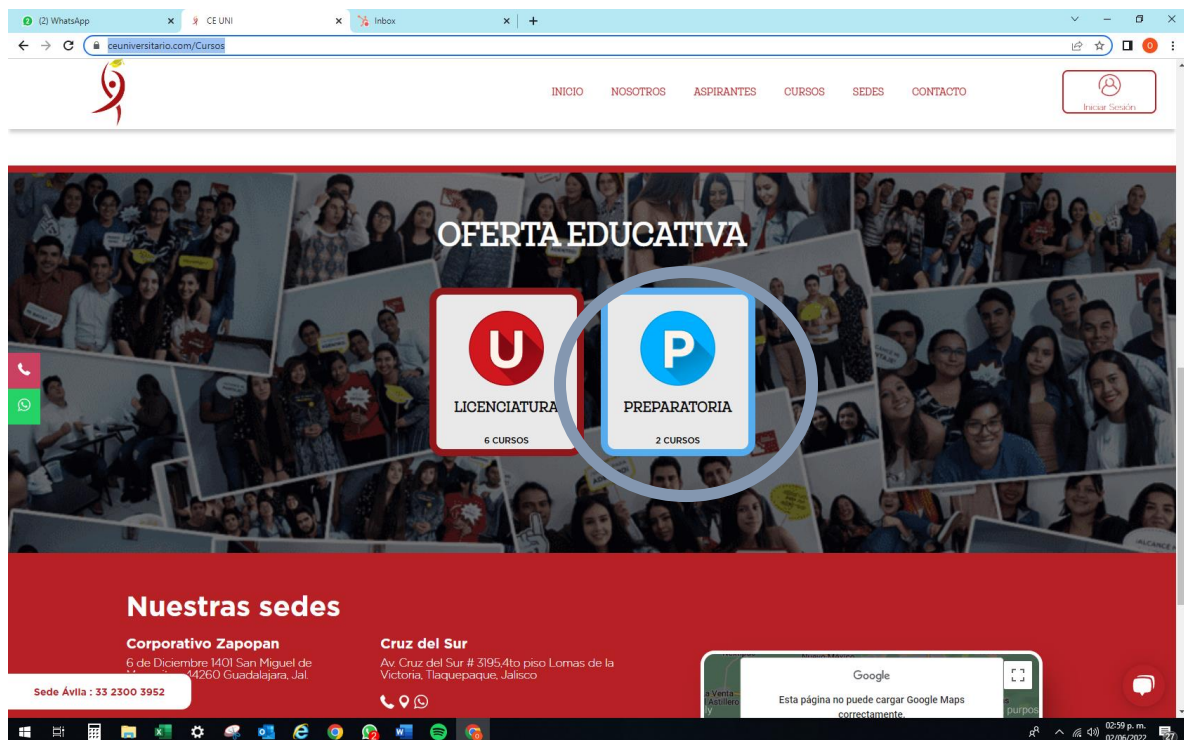 (2) WhatsApp
CE UNI
Inbox
ceuniversitario.com/Cursos
INICIO NOSOTROS ASPIRANTES CURSOS SEDES CONTACTO
Iniciar Sesión
OFERTA EDUCATIVA
U
LICENCIATURA
6 CURSOS
P
PREPARATORIA
2 CURSOS
Nuestras sedes
Corporativo Zapopan
6 de Diciembre 1401 San Miguel de
44260 Guadalajara, Jal.
Cruz del Sur
Av. Cruz del Sur # 3195,4to piso Lomas de la
Victoria, Tlaquepaque, Jalisco
Sede Ávila : 33 2300 3952
Google
Esta página no puede cargar Google Maps
correctamente.
02:59 p. m.
02/06/2022
27